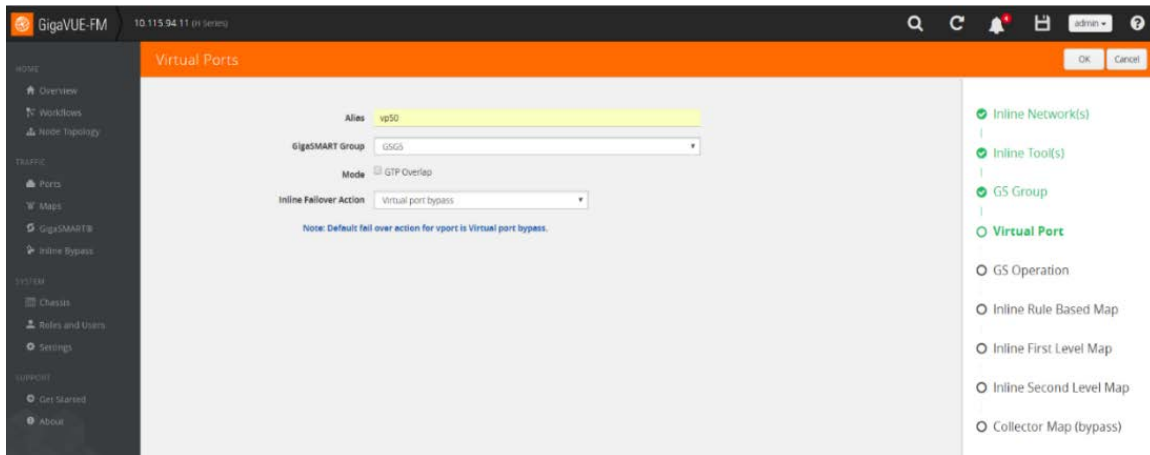 GigaVUE-FM 10.115.94.11 (H Series) admin
Virtual Ports OK Cancel
HOME
Overview
Workflows
Node Topology
TRAFFIC
Ports
Maps
GigaSMART®
Inline Bypass
SYSTEM
Chassis
Roles and Users
Settings
SUPPORT
Get Started
About
Alias vp50
GigaSMART Group GSG5
Mode GTP Overlap
Inline Failover Action Virtual port bypass
Note: Default fail over action for vport is Virtual port bypass.
Inline Network(s)
Inline Tool(s)
GS Group
Virtual Port
GS Operation
Inline Rule Based Map
Inline First Level Map
Inline Second Level Map
Collector Map (bypass)